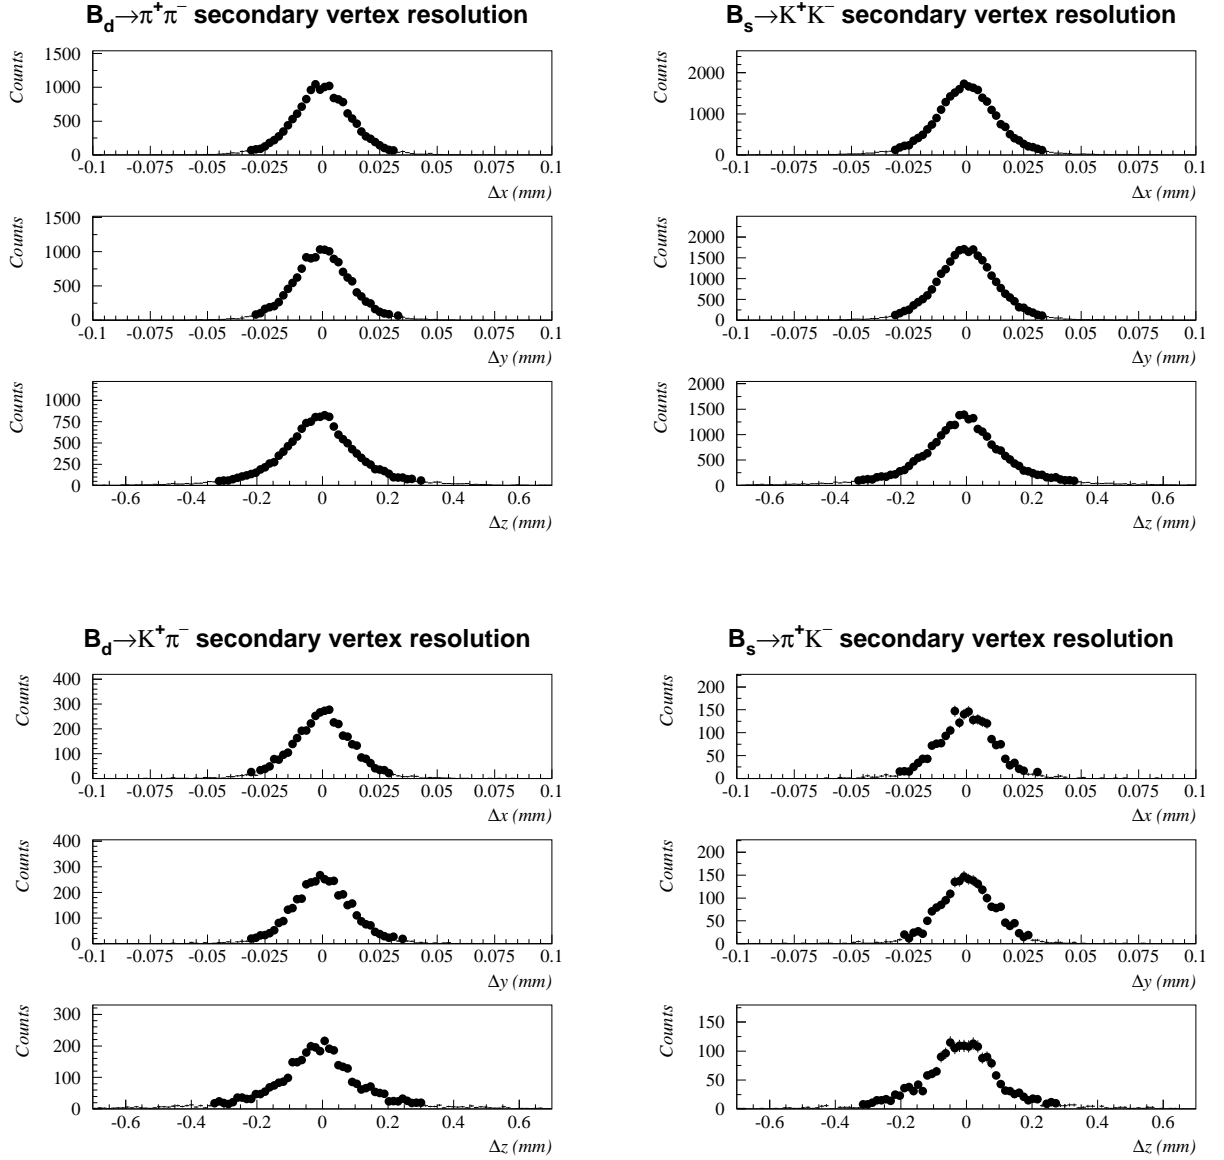 B_d→π⁺π⁻ secondary vertex resolution
Counts
1500
1000
500
0
-0.1 -0.075 -0.05 -0.025 0 0.025 0.05 0.075 0.1
Δx (mm)
Counts
1500
1000
500
0
-0.1 -0.075 -0.05 -0.025 0 0.025 0.05 0.075 0.1
Δy (mm)
Counts
1000
750
500
250
0
-0.6 -0.4 -0.2 0 0.2 0.4 0.6
Δz (mm)
B_s→K⁺K⁻ secondary vertex resolution
Counts
2000
1000
0
-0.1 -0.075 -0.05 -0.025 0 0.025 0.05 0.075 0.1
Δx (mm)
Counts
2000
1500
1000
500
0
-0.1 -0.075 -0.05 -0.025 0 0.025 0.05 0.075 0.1
Δy (mm)
Counts
2000
1500
1000
500
0
-0.6 -0.4 -0.2 0 0.2 0.4 0.6
Δz (mm)
B_d→K⁺π⁻ secondary vertex resolution
Counts
400
300
200
100
0
-0.1 -0.075 -0.05 -0.025 0 0.025 0.05 0.075 0.1
Δx (mm)
Counts
400
300
200
100
0
-0.1 -0.075 -0.05 -0.025 0 0.025 0.05 0.075 0.1
Δy (mm)
Counts
300
200
100
0
-0.6 -0.4 -0.2 0 0.2 0.4 0.6
Δz (mm)
B_s→π⁺K⁻ secondary vertex resolution
Counts
200
150
100
50
0
-0.1 -0.075 -0.05 -0.025 0 0.025 0.05 0.075 0.1
Δx (mm)
Counts
200
150
100
50
0
-0.1 -0.075 -0.05 -0.025 0 0.025 0.05 0.075 0.1
Δy (mm)
Counts
150
100
50
0
-0.6 -0.4 -0.2 0 0.2 0.4 0.6
Δz (mm)